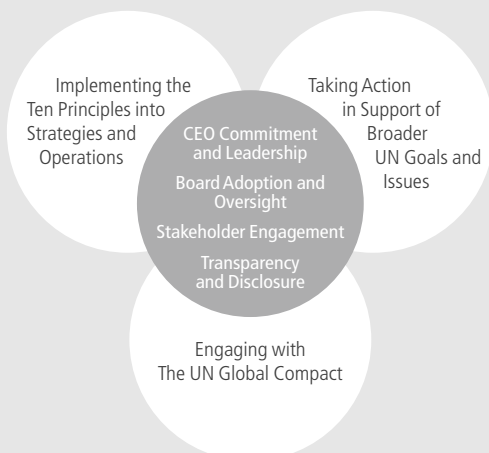 Implementing the
Ten Principles into
Strategies and
Operations
Taking Action
in Support of
Broader
UN Goals and
Issues
CEO Commitment
and Leadership
Board Adoption and
Oversight
Stakeholder Engagement
Transparency
and Disclosure
Engaging with
The UN Global Compact